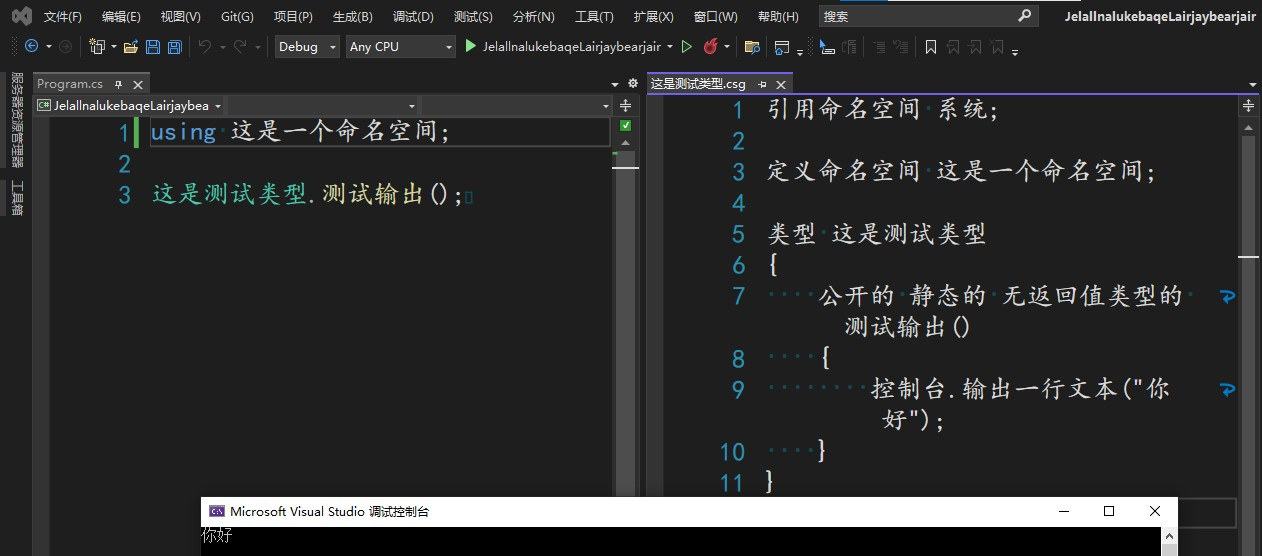 文件(F) 编辑(E) 视图(V) Git(G) 项目(P) 生成(B) 调试(D) 测试(S) 分析(N) 工具(T) 扩展(X) 窗口(W) 帮助(H) 搜索 JelallnalukebaqeLairjaybearjair
Debug Any CPU JelallnalukebaqeLairjaybearjair
服务器资源管理器
工具箱
Program.cs
JelallnalukebaqeLairjaybea
1 using 这是一个命名空间;
2
3 这是测试类型.测试输出();
这是测试类型.csg
1 引用命名空间 系统;
2
3 定义命名空间 这是一个命名空间;
4
5 类型 这是测试类型
6 {
7 公开的 静态的 无返回值类型的
测试输出()
8 {
9 控制台.输出一行文本("你
好");
10 }
11 }
Microsoft Visual Studio 调试控制台
你好